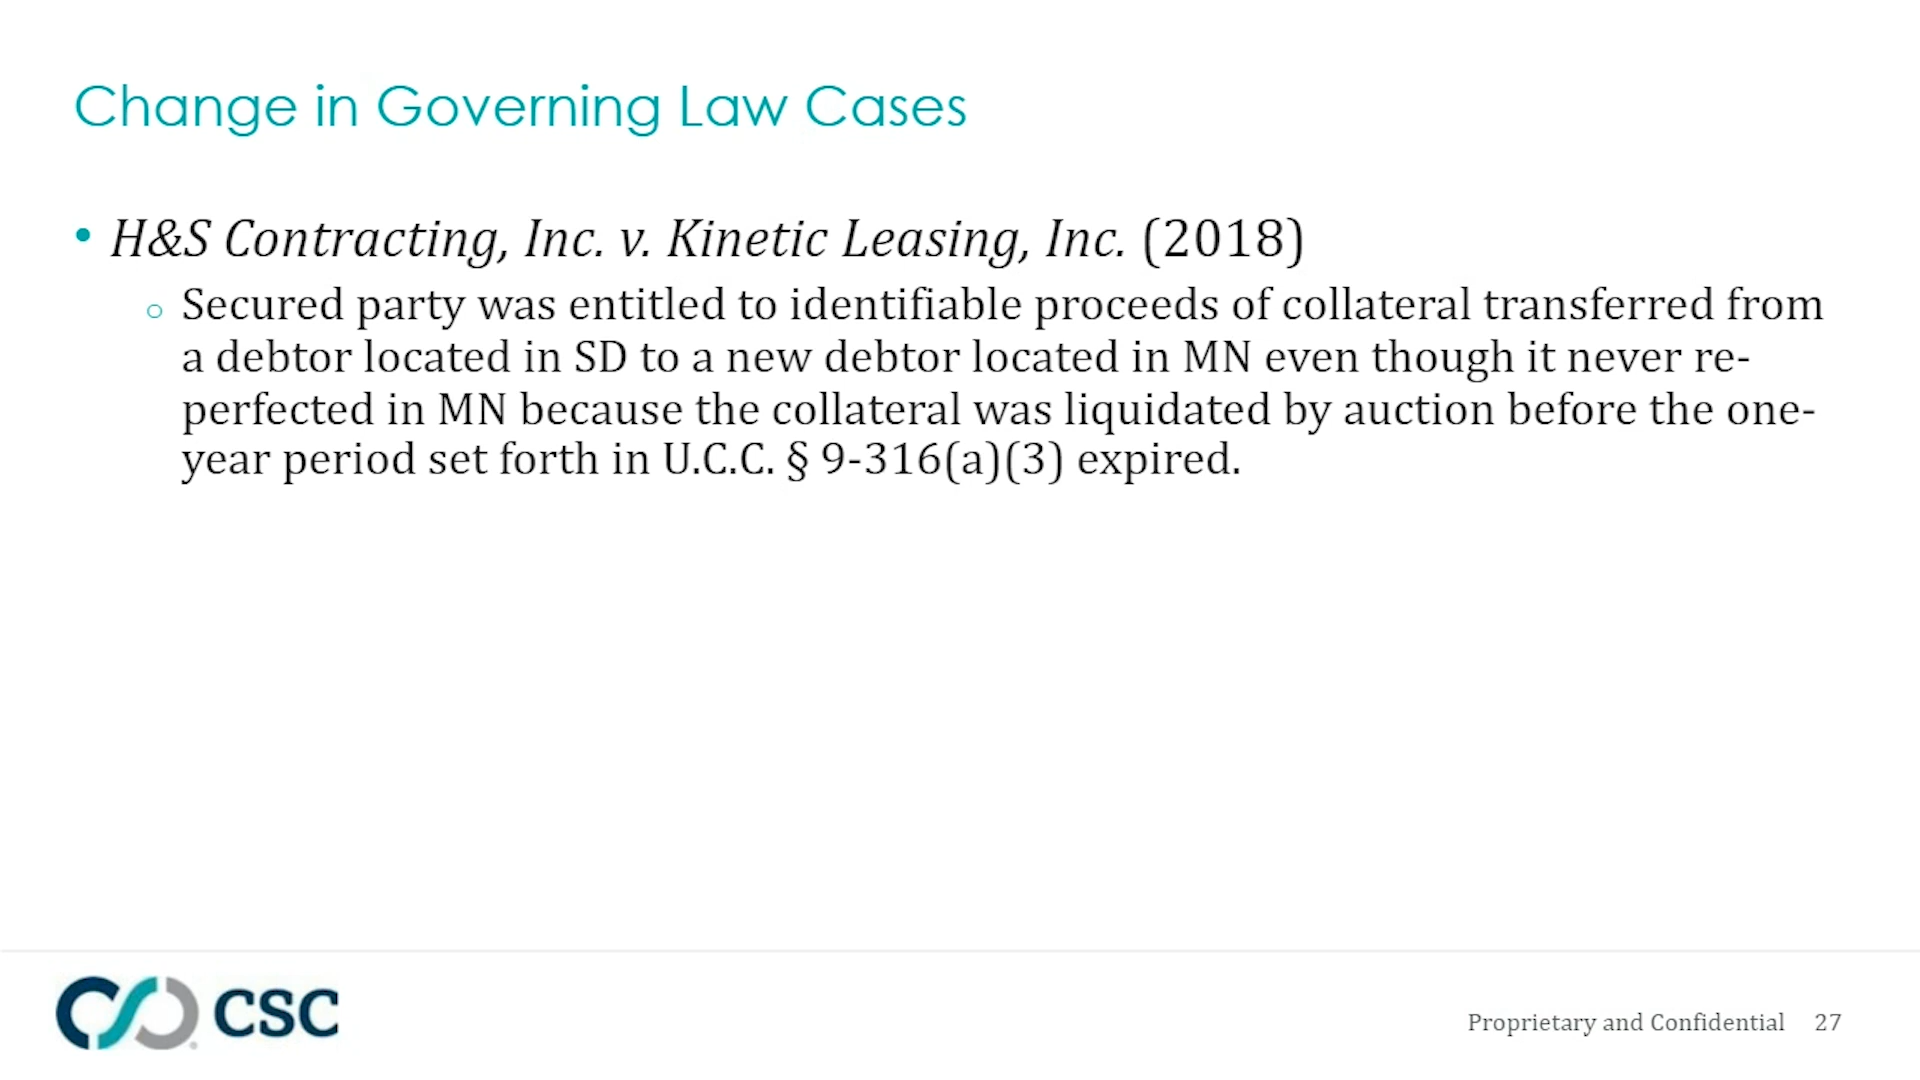 Change in Governing Law Cases
• H&S Contracting, Inc. v. Kinetic Leasing, Inc. (2018)
○ Secured party was entitled to identifiable proceeds of collateral transferred from
a debtor located in SD to a new debtor located in MN even though it never re-
perfected in MN because the collateral was liquidated by auction before the one-
year period set forth in U.C.C. § 9-316(a)(3) expired.
CSC
Proprietary and Confidential 27